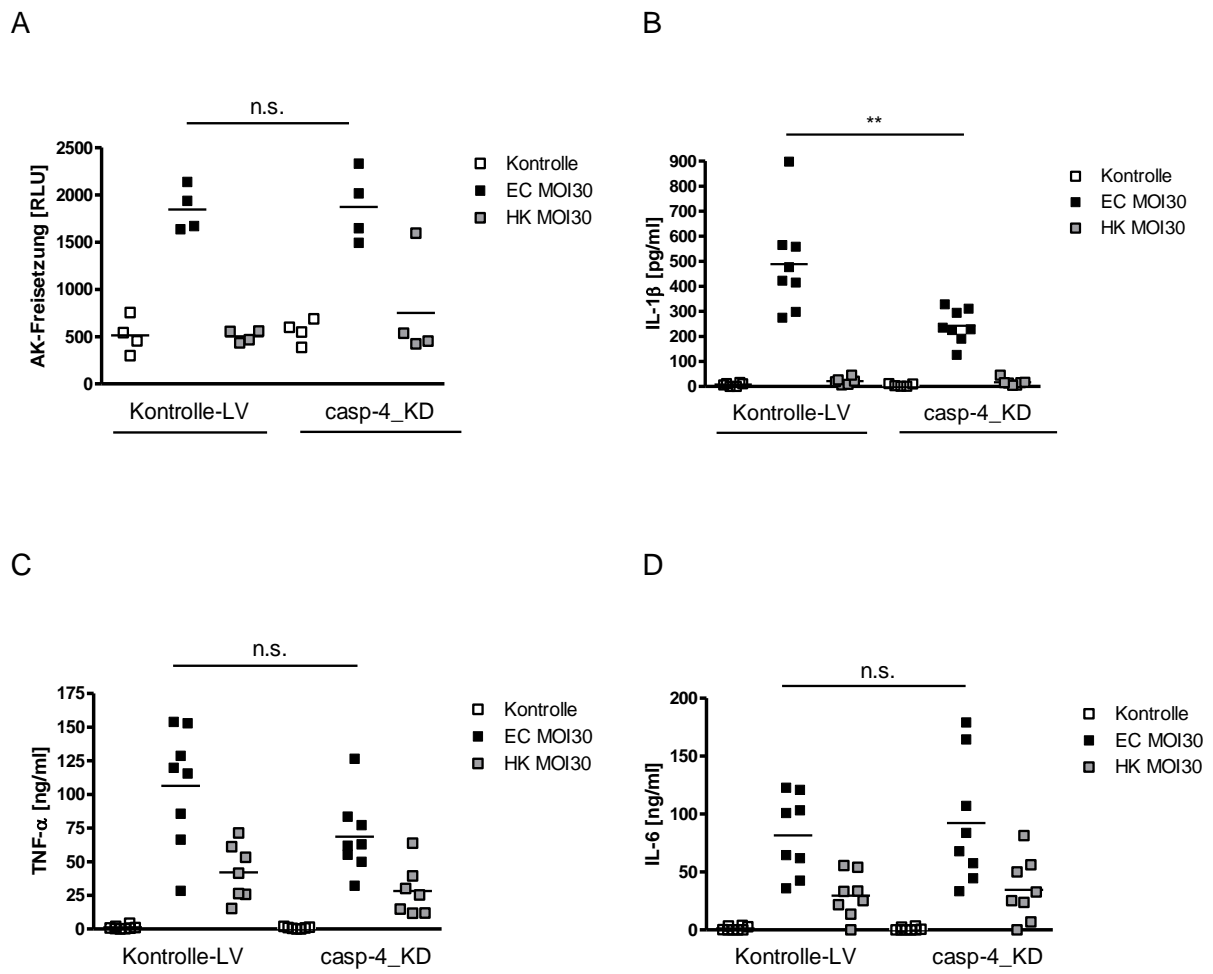 A
n.s.
AK-Freisetzung [RLU]
2500
2000
1500
1000
500
0
Kontrolle
EC MOI30
HK MOI30
Kontrolle-LV
casp-4_KD
B
**
IL-1β [pg/ml]
900
800
700
600
500
400
300
200
100
0
Kontrolle
EC MOI30
HK MOI30
Kontrolle-LV
casp-4_KD
C
n.s.
TNF-α [ng/ml]
175
150
125
100
75
50
25
0
Kontrolle
EC MOI30
HK MOI30
Kontrolle-LV
casp-4_KD
D
n.s.
IL-6 [ng/ml]
200
150
100
50
0
Kontrolle
EC MOI30
HK MOI30
Kontrolle-LV
casp-4_KD